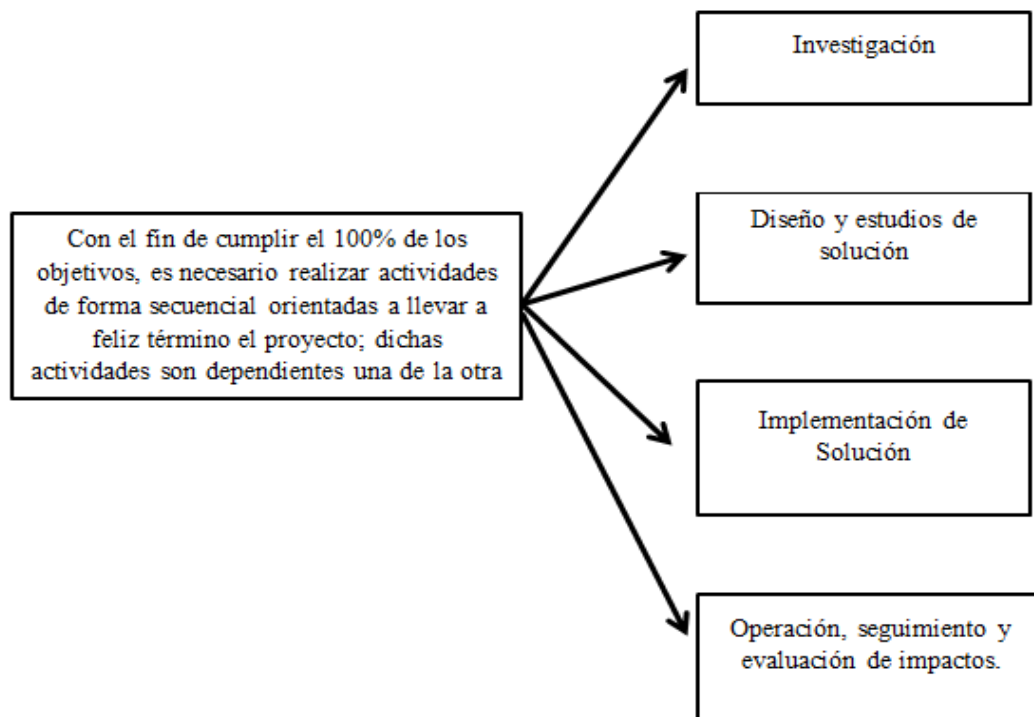 Investigación
Diseño y estudios de
solución
Con el fin de cumplir el 100% de los
objetivos, es necesario realizar actividades
de forma secuencial orientadas a llevar a
feliz término el proyecto; dichas
actividades son dependientes una de la otra
Implementación de
Solución
Operación, seguimiento y
evaluación de impactos.